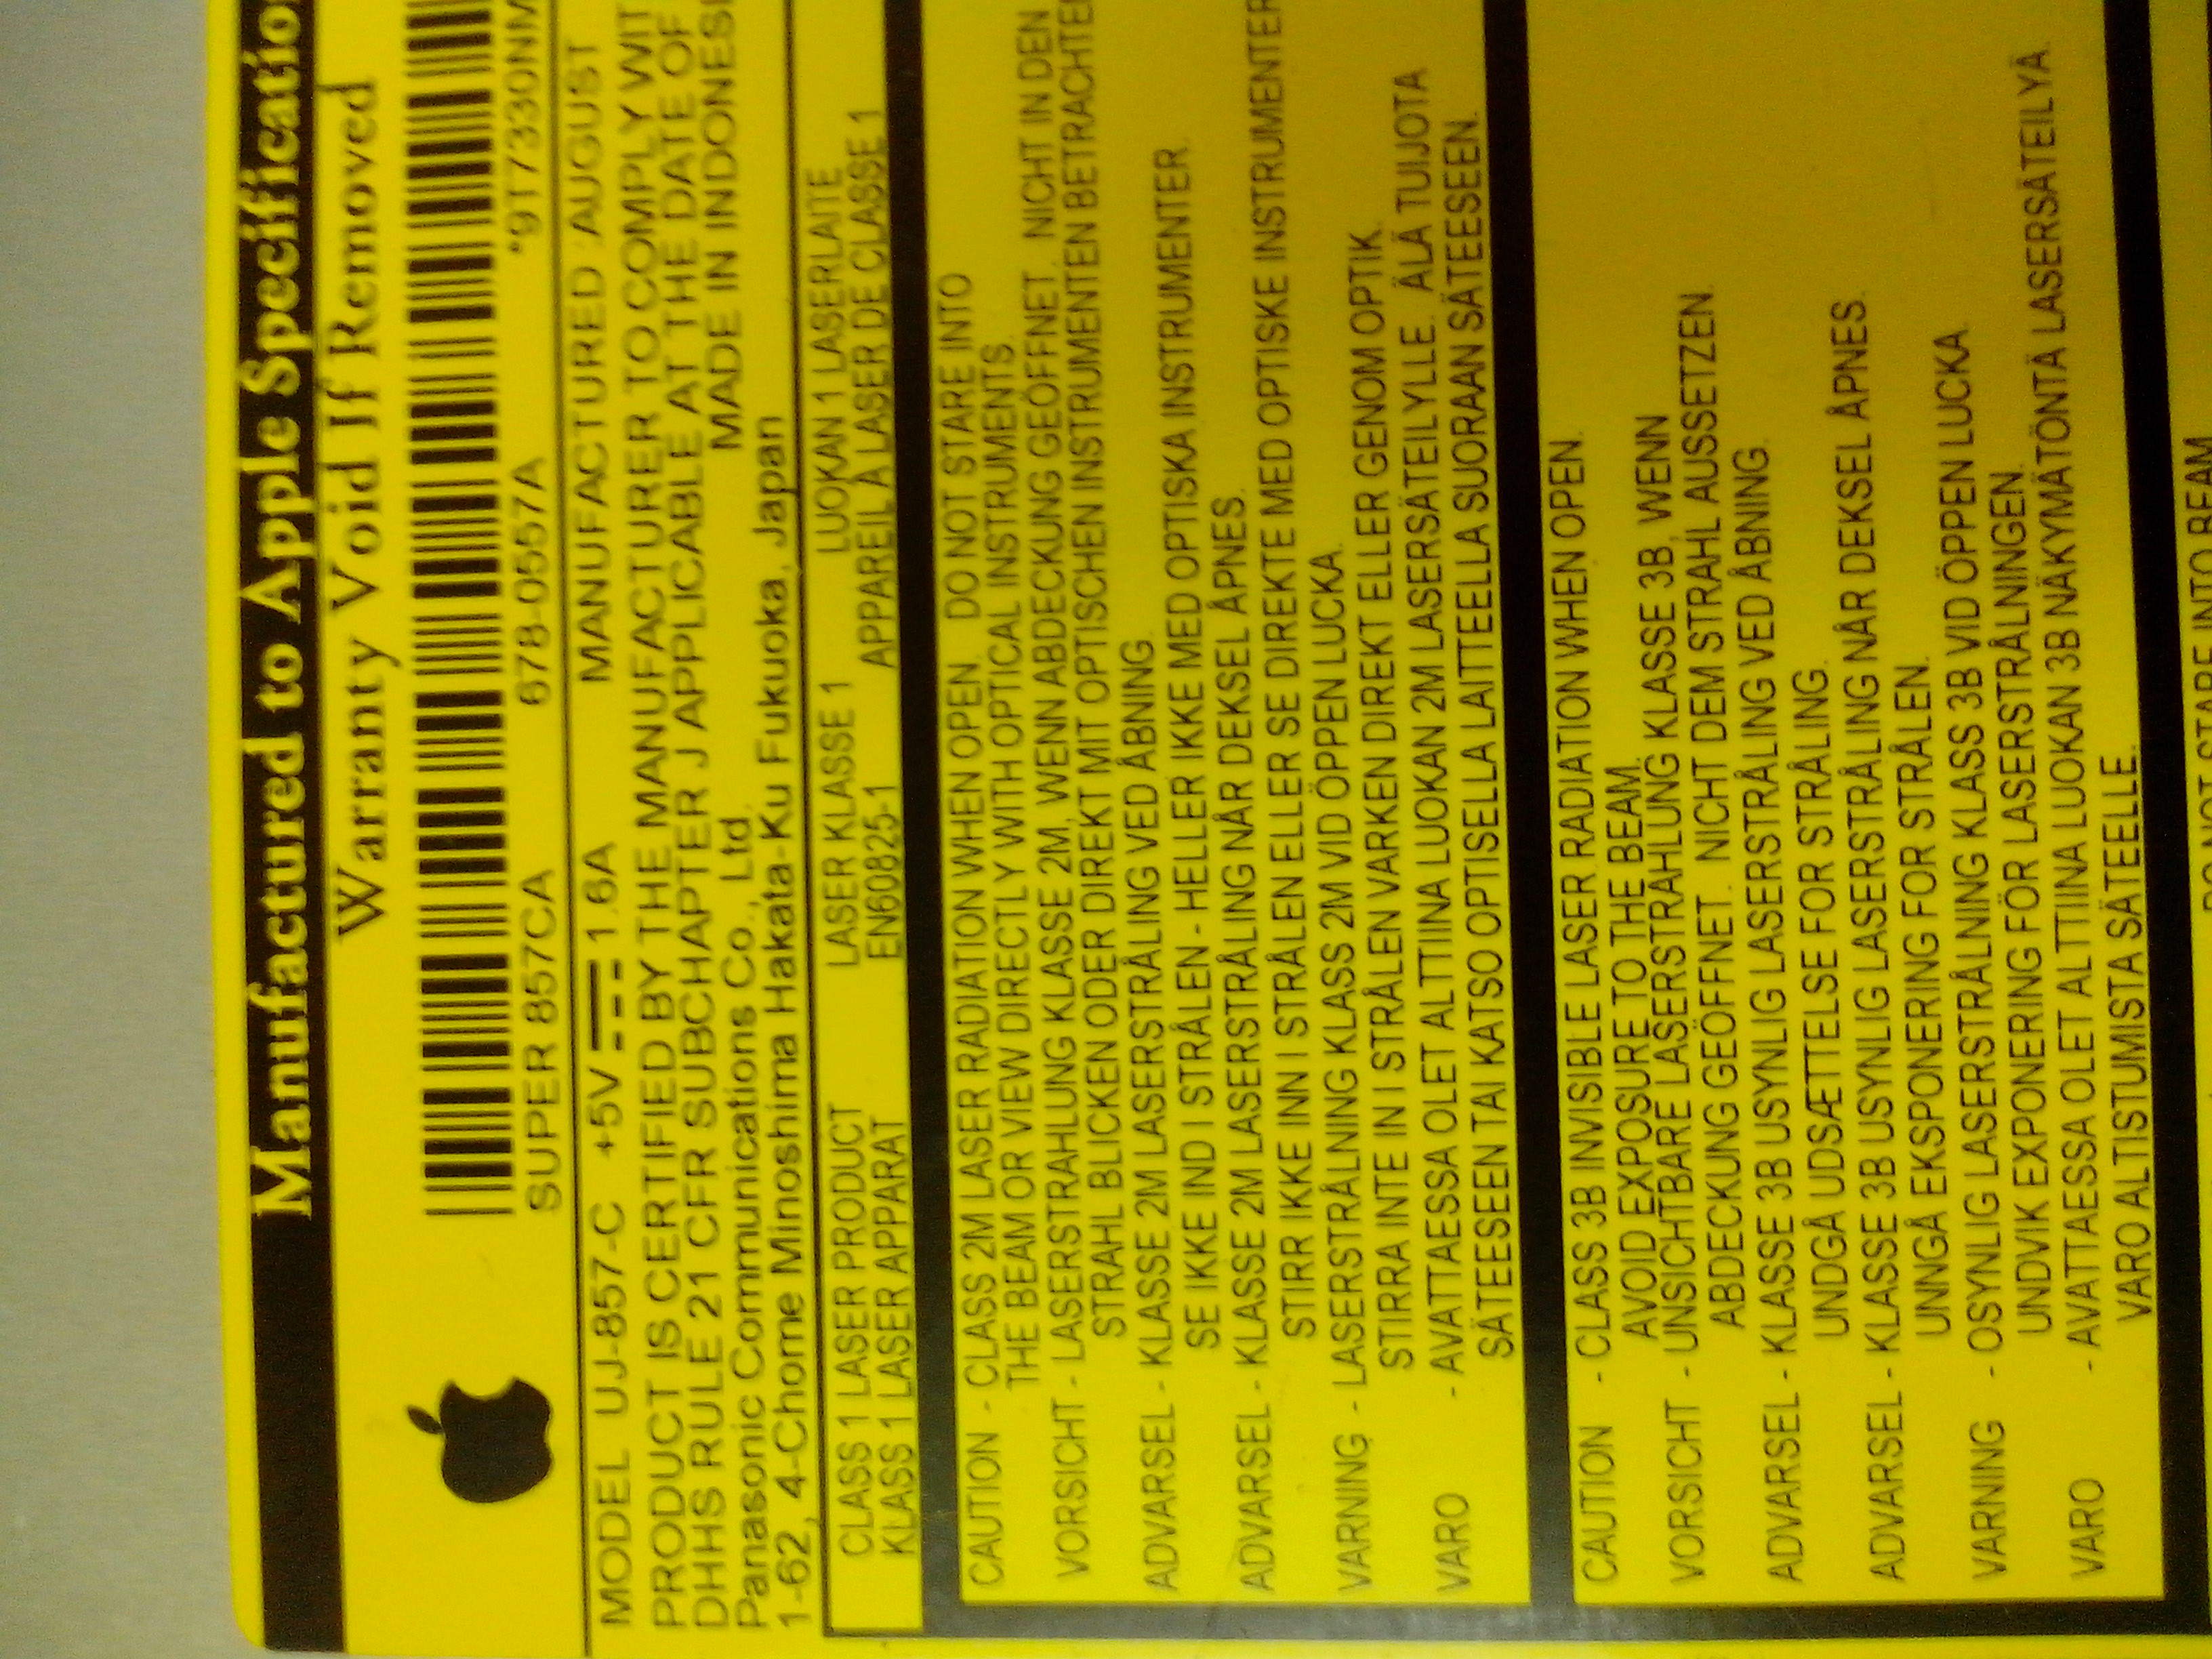 Manufactured to Apple Specification
Warranty Void If Removed
SUPER 857CA 678-0557A *9T7330NM
MODEL UJ-857-C +5V 1.6A MANUFACTURED :AUGUST
PRODUCT IS CERTIFIED BY THE MANUFACTURER TO COMPLY WIT
DHHS RULE 21 CFR SUBCHAPTER J APPLICABLE AT THE DATE OF
Panasonic Communications Co., Ltd. MADE IN INDONESI
1-62, 4-Chome Minoshima Hakata-Ku Fukuoka, Japan
CLASS 1 LASER PRODUCT LASER KLASSE 1 LUOKAN 1 LASERLAITE
KLASS 1 LASER APPARAT EN60825-1 APPAREIL À LASER DE CLASSE 1
CAUTION - CLASS 2M LASER RADIATION WHEN OPEN. DO NOT STARE INTO
THE BEAM OR VIEW DIRECTLY WITH OPTICAL INSTRUMENTS.
VORSICHT - LASERSTRAHLUNG KLASSE 2M, WENN ABDECKUNG GEÖFFNET. NICHT IN DEN
STRAHL BLICKEN ODER DIREKT MIT OPTISCHEN INSTRUMENTEN BETRACHTE
ADVARSEL - KLASSE 2M LASERSTRÅLING VED ÅBNING.
SE IKKE IND I STRÅLEN - HELLER IKKE MED OPTISKA INSTRUMENTER.
ADVARSEL - KLASSE 2M LASERSTRÅLING NÅR DEKSEL ÅPNES.
STIRR IKKE INN I STRÅLEN ELLER SE DIREKTE MED OPTISKE INSTRUMENTER
VARNING - LASERSTRÅLNING KLASS 2M VID ÖPPEN LUCKA.
STIRRA INTE IN I STRÅLEN VARKEN DIREKT ELLER GENOM OPTIK.
VARO - AVATTAESSA OLET ALTTIINA LUOKAN 2M LASERSÄTEILYLLE. ÄLÄ TUIJOTA
SÄTEESEEN TAI KATSO OPTISELLA LAITTEELLA SUORAAN SÄTEESEEN.
CAUTION - CLASS 3B INVISIBLE LASER RADIATION WHEN OPEN.
AVOID EXPOSURE TO THE BEAM.
VORSICHT - UNSICHTBARE LASERSTRAHLUNG KLASSE 3B, WENN
ABDECKUNG GEÖFFNET. NICHT DEM STRAHL AUSSETZEN.
ADVARSEL - KLASSE 3B USYNLIG LASERSTRÅLING VED ÅBNING.
UNDGÅ UDSÆTTELSE FOR STRÅLING.
ADVARSEL - KLASSE 3B USYNLIG LASERSTRÅLING NÅR DEKSEL ÅPNES.
UNNGÅ EKSPONERING FOR STRÅLEN.
VARNING - OSYNLIG LASERSTRÅLNING KLASS 3B VID ÖPPEN LUCKA.
UNDVIK EXPONERING FÖR LASERSTRÅLNINGEN.
VARO - AVATTAESSA OLET ALTTIINA LUOKAN 3B NÄKYMÄTÖNTÄ LASERSÄTEILYÄ.
VARO ALTISTUMISTA SÄTEELLE.
DO NOT STARE INTO BEAM